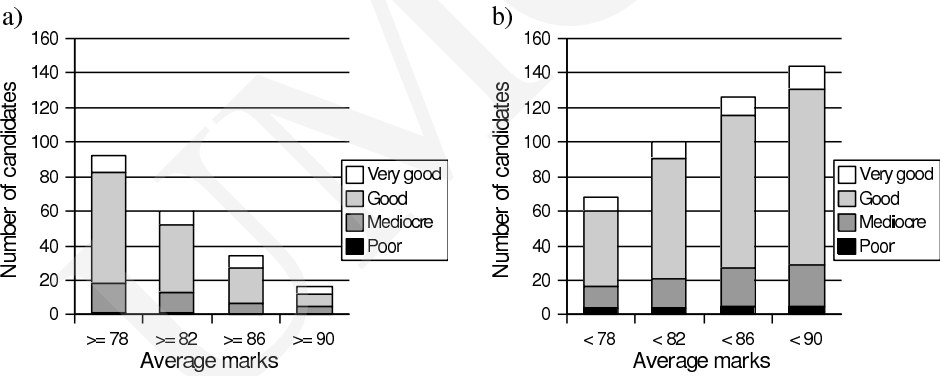 a)
160
140
120
100
80
60
40
20
0
Number of candidates
>= 78 >= 82 >= 86 >= 90
Average marks
Very good
Good
Mediocre
Poor
b)
160
140
120
100
80
60
40
20
0
Number of candidates
< 78 < 82 < 86 < 90
Average marks
Very good
Good
Mediocre
Poor